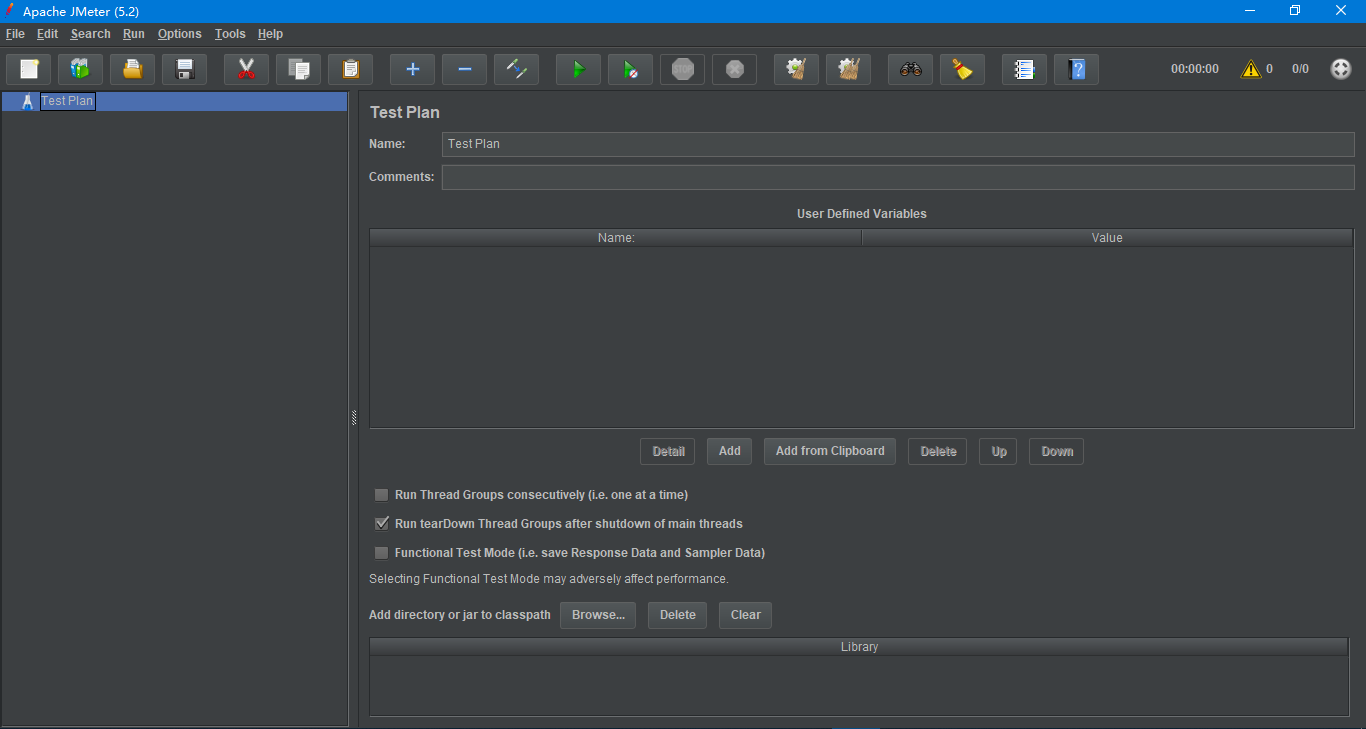 Apache JMeter (5.2)
File Edit Search Run Options Tools Help
STOP 00:00:00 0 0/0
Test Plan
Test Plan
Name: Test Plan
Comments:
User Defined Variables
Name: Value
Detail Add Add from Clipboard Delete Up Down
Run Thread Groups consecutively (i.e. one at a time)
Run tearDown Thread Groups after shutdown of main threads
Functional Test Mode (i.e. save Response Data and Sampler Data)
Selecting Functional Test Mode may adversely affect performance.
Add directory or jar to classpath Browse... Delete Clear
Library